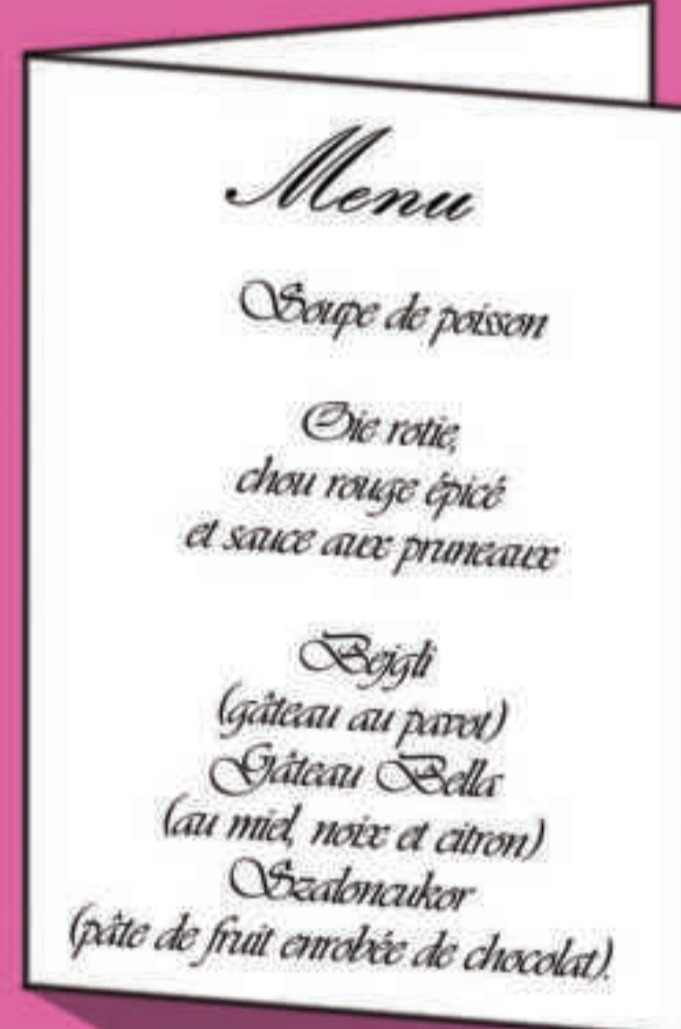 Menu
Soupe de poisson
Oie rotie,
chou rouge épicé
et sauce aux pruneaux
Bejgli
(gâteau au pavot)
Gâteau Bella
(au miel, noix et citron)
Szaloncukor
(pâte de fruit enrobée de chocolat).